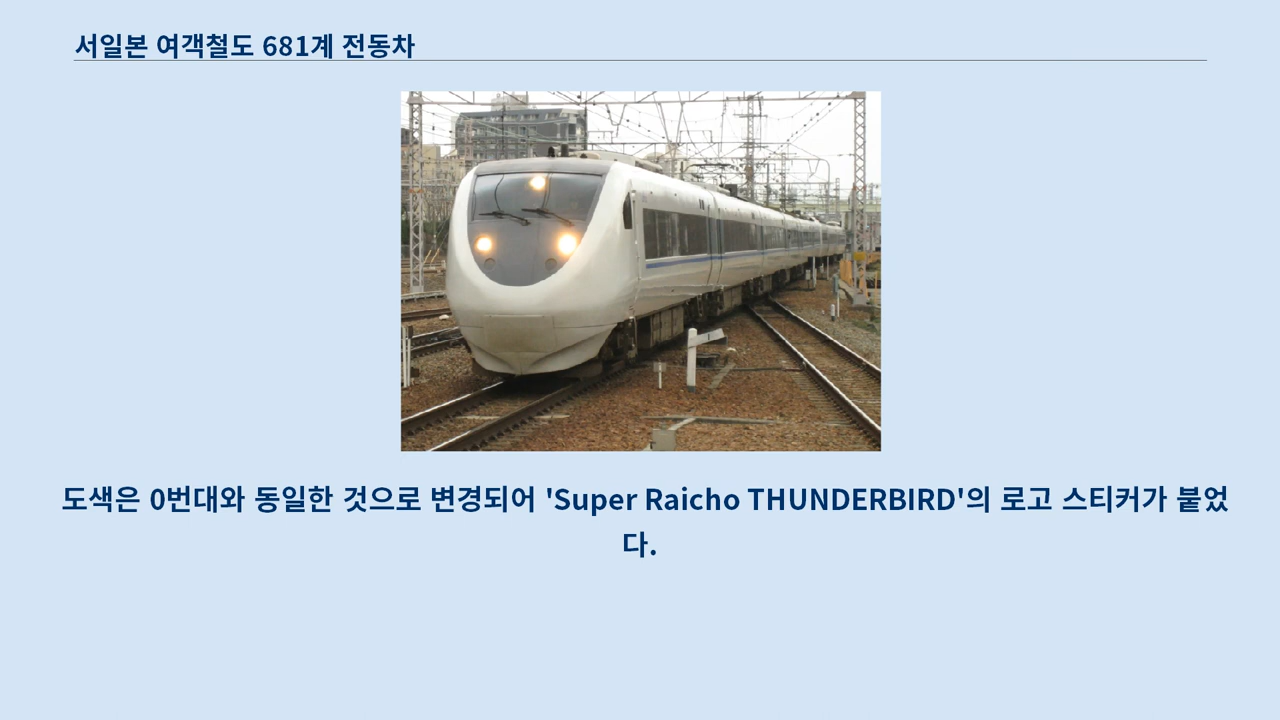 서일본 여객철도 681계 전동차
도색은 0번대와 동일한 것으로 변경되어 'Super Raicho THUNDERBIRD'의 로고 스티커가 붙었
다.